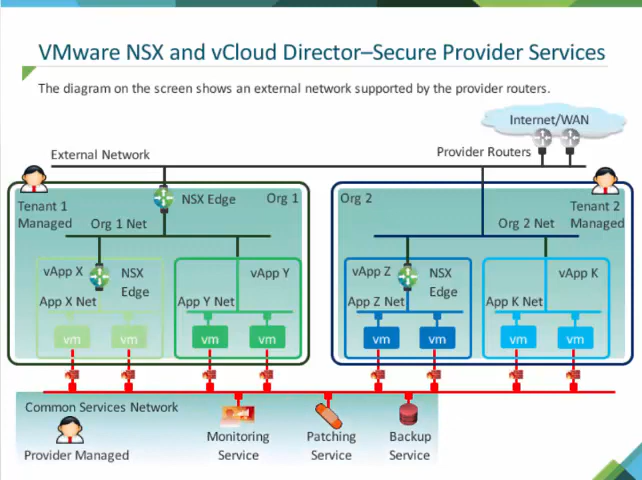 VMware NSX and vCloud Director–Secure Provider Services
The diagram on the screen shows an external network supported by the provider routers.
Internet/WAN
External Network
Provider Routers
Tenant 1
Managed
NSX Edge
Org 1
Org 2
Tenant 2
Managed
Org 1 Net
Org 2 Net
vApp X
NSX
Edge
vApp Y
vApp Z
NSX
Edge
vApp K
App X Net
App Y Net
App Z Net
App K Net
vm
vm
vm
vm
vm
vm
vm
vm
Common Services Network
Provider Managed
Monitoring
Service
Patching
Service
Backup
Service